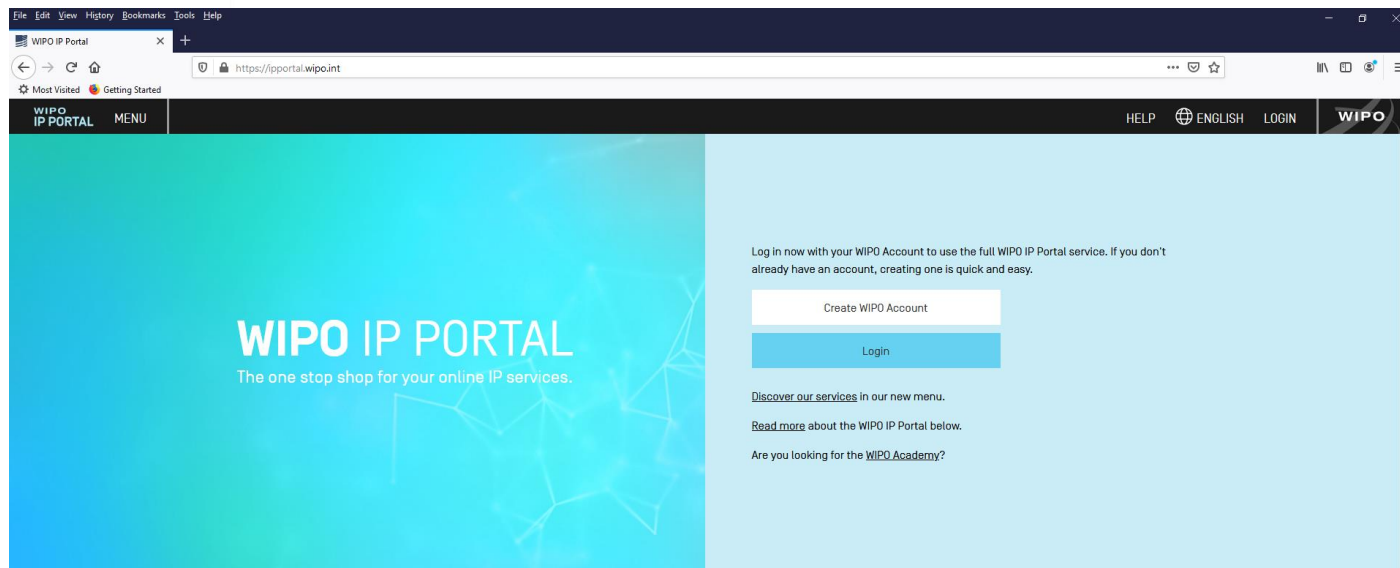 File Edit View History Bookmarks Tools Help
WIPO IP Portal
https://ipportal.wipo.int
Most Visited Getting Started
WIPO
IP PORTAL MENU HELP ENGLISH LOGIN WIPO
Log in now with your WIPO Account to use the full WIPO IP Portal service. If you don't
already have an account, creating one is quick and easy.
Create WIPO Account
Login
WIPO IP PORTAL
The one stop shop for your online IP services.
Discover our services in our new menu.
Read more about the WIPO IP Portal below.
Are you looking for the WIPO Academy?